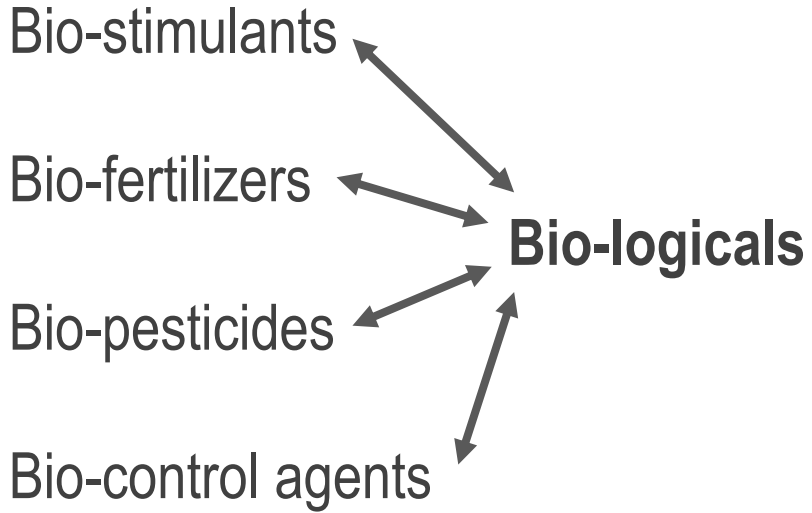 Bio-stimulants
Bio-fertilizers
Bio-logicals
Bio-pesticides
Bio-control agents